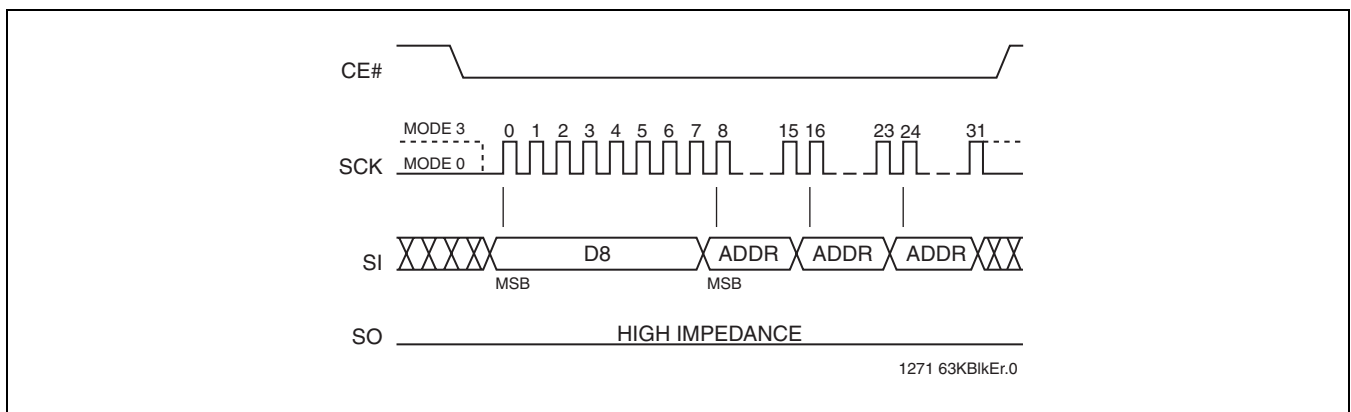 CE#
MODE 3
0 1 2 3 4 5 6 7 8 15 16 23 24 31
SCK
MODE 0
SI
D8
ADDR
ADDR
ADDR
MSB
MSB
SO
HIGH IMPEDANCE
1271 63KBlkEr.0